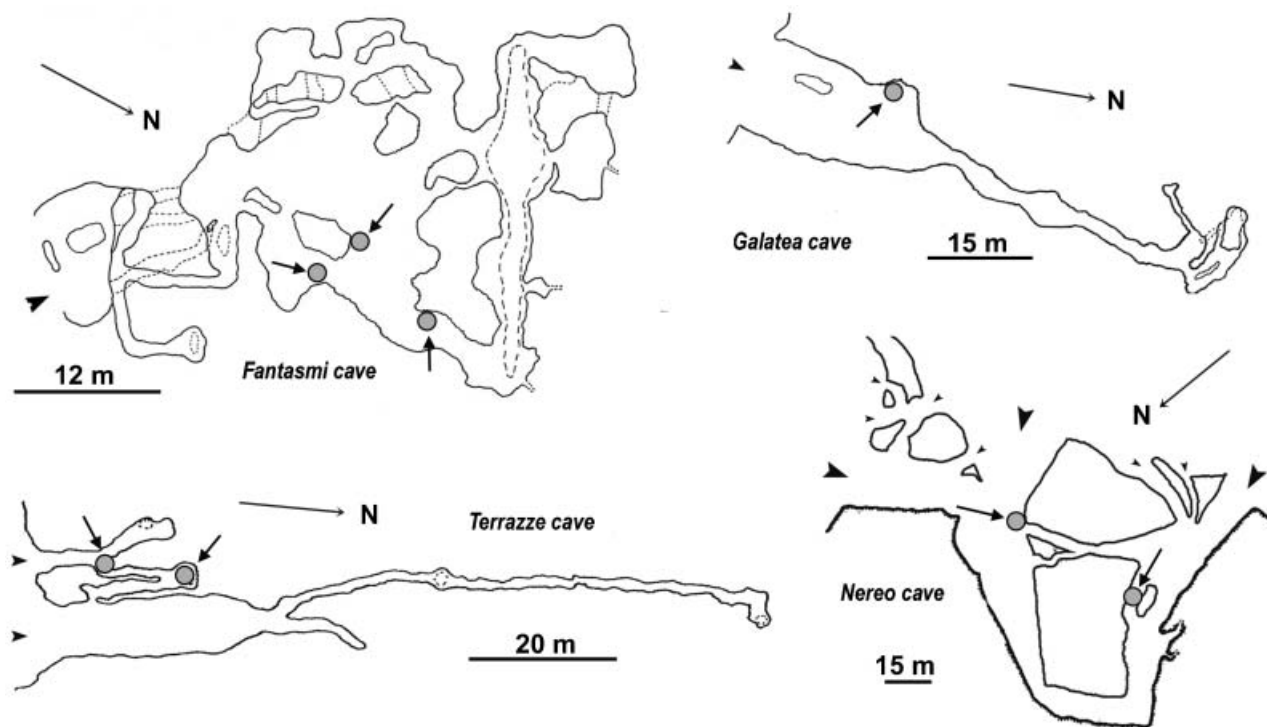 N
Fantasmi cave
12 m
N
Galatea cave
15 m
N
Terrazze cave
20 m
N
Nereo cave
15 m